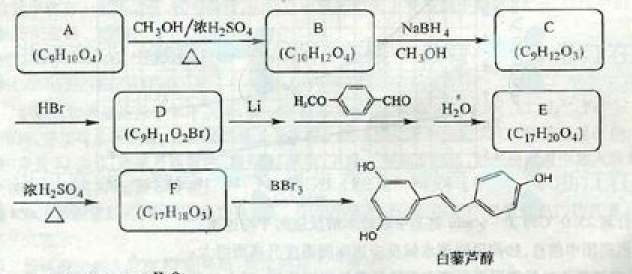 A CH₃OH/浓H₂SO₄ B NaBH₄ C
(C₉H₁₀O₄) △ (C₁₀H₁₂O₄) CH₃OH (C₉H₁₂O₃)
HBr D Li H₃CO CHO H₂O E
(C₉H₁₁O₂Br) (C₁₇H₂₀O₄)
浓H₂SO₄ F BBr₃ HO OH
△ (C₁₇H₁₈O₃) HO
白藜芦醇